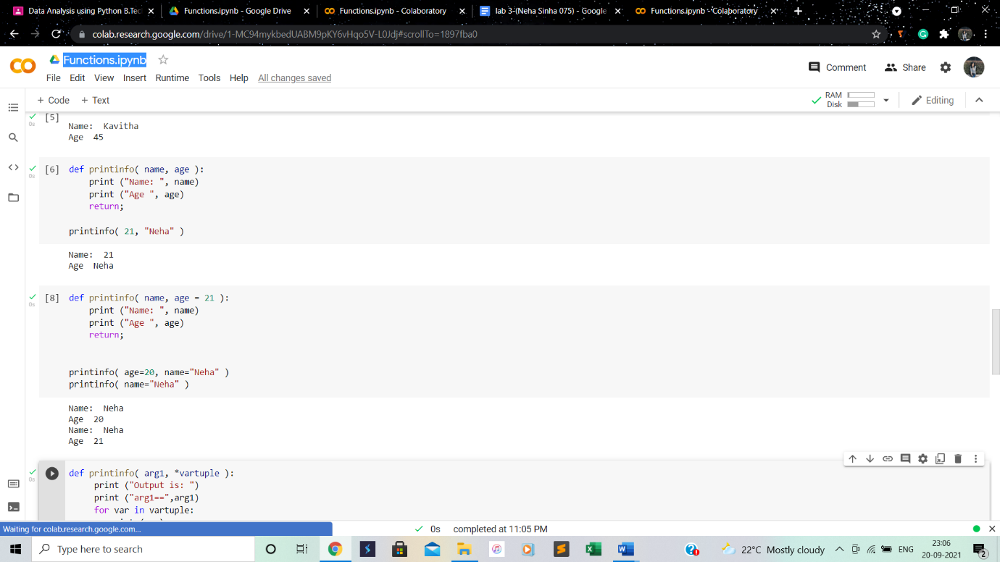 Data Analysis using Python B.Tec
Functions.ipynb - Google Drive
Functions.ipynb - Colaboratory
lab 3-(Neha Sinha 075) - Google
Functions.ipynb - Colaboratory
colab.research.google.com/drive/1-MC94mykbedUABM9pKY6vHqo5V-L0Jdj#scrollTo=1897fba0
Functions.ipynb
Comment
Share
File Edit View Insert Runtime Tools Help All changes saved
+ Code + Text
RAM
Disk
Editing
[5]
0s
Name:  Kavitha
Age  45
[6] def printinfo( name, age ):
0s
print ("Name: ", name)
print ("Age ", age)
return;
printinfo( 21, "Neha" )
Name:  21
Age  Neha
[8] def printinfo( name, age = 21 ):
0s
print ("Name: ", name)
print ("Age ", age)
return;
printinfo( age=20, name="Neha" )
printinfo( name="Neha" )
Name:  Neha
Age  20
Name:  Neha
Age  21
def printinfo( arg1, *vartuple ):
0s
print ("Output is: ")
print ("arg1==",arg1)
for var in vartuple:
Waiting for colab.research.google.com...
0s completed at 11:05 PM
Type here to search
22°C Mostly cloudy
ENG
23:06
20-09-2021
2